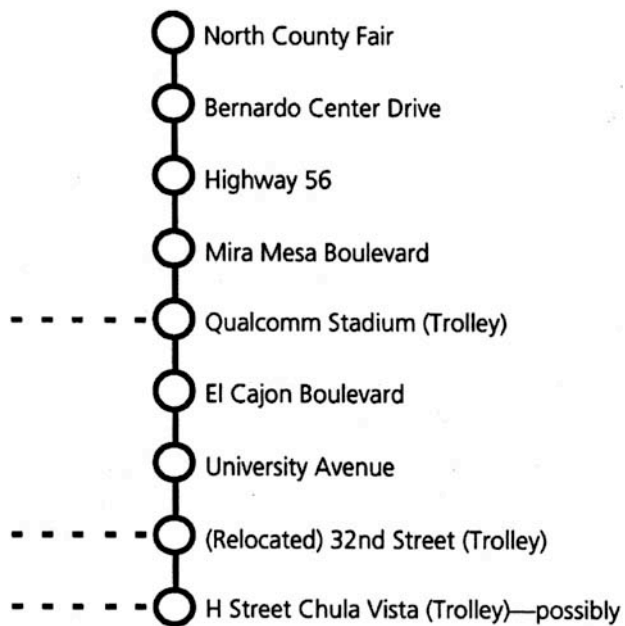 North County Fair
Bernardo Center Drive
Highway 56
Mira Mesa Boulevard
Qualcomm Stadium (Trolley)
El Cajon Boulevard
University Avenue
(Relocated) 32nd Street (Trolley)
H Street Chula Vista (Trolley)—possibly